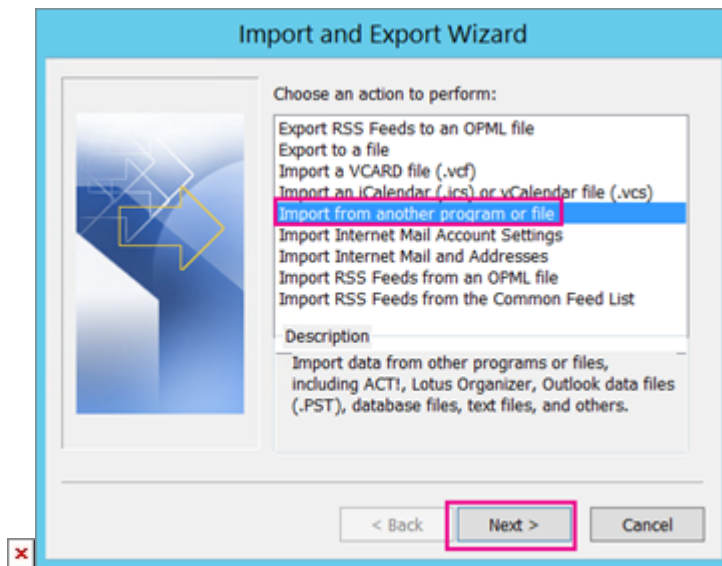 Import and Export Wizard
Choose an action to perform:
Export RSS Feeds to an OPML file
Export to a file
Import a VCARD file (.vcf)
Import an iCalendar (.ics) or vCalendar file (.vcs)
Import from another program or file
Import Internet Mail Account Settings
Import Internet Mail and Addresses
Import RSS Feeds from an OPML file
Import RSS Feeds from the Common Feed List
Description
Import data from other programs or files,
including ACT!, Lotus Organizer, Outlook data files
(.PST), database files, text files, and others.
< Back Next > Cancel